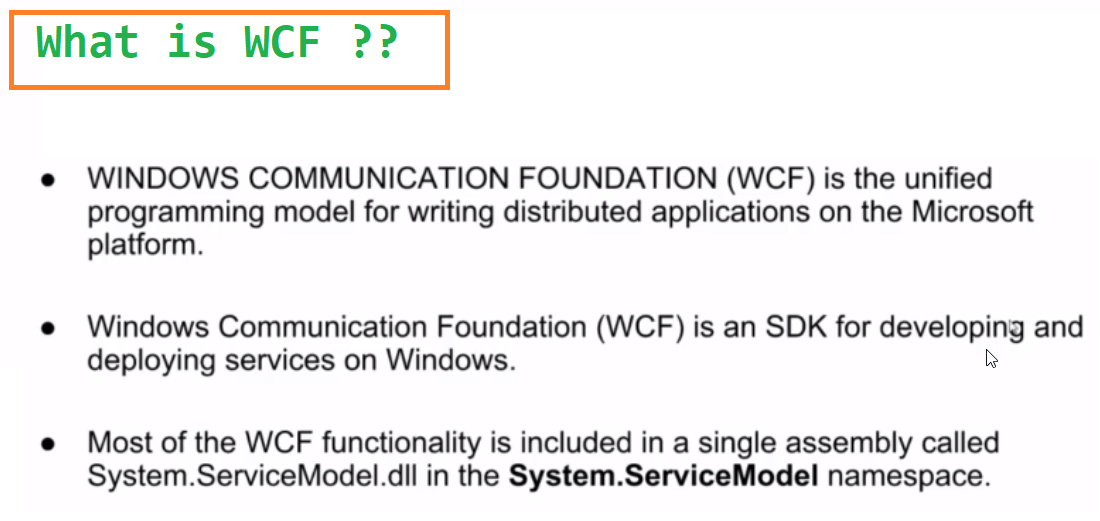 What is WCF ??
● WINDOWS COMMUNICATION FOUNDATION (WCF) is the unified
programming model for writing distributed applications on the Microsoft
platform.
● Windows Communication Foundation (WCF) is an SDK for developing and
deploying services on Windows.
● Most of the WCF functionality is included in a single assembly called
System.ServiceModel.dll in the System.ServiceModel namespace.